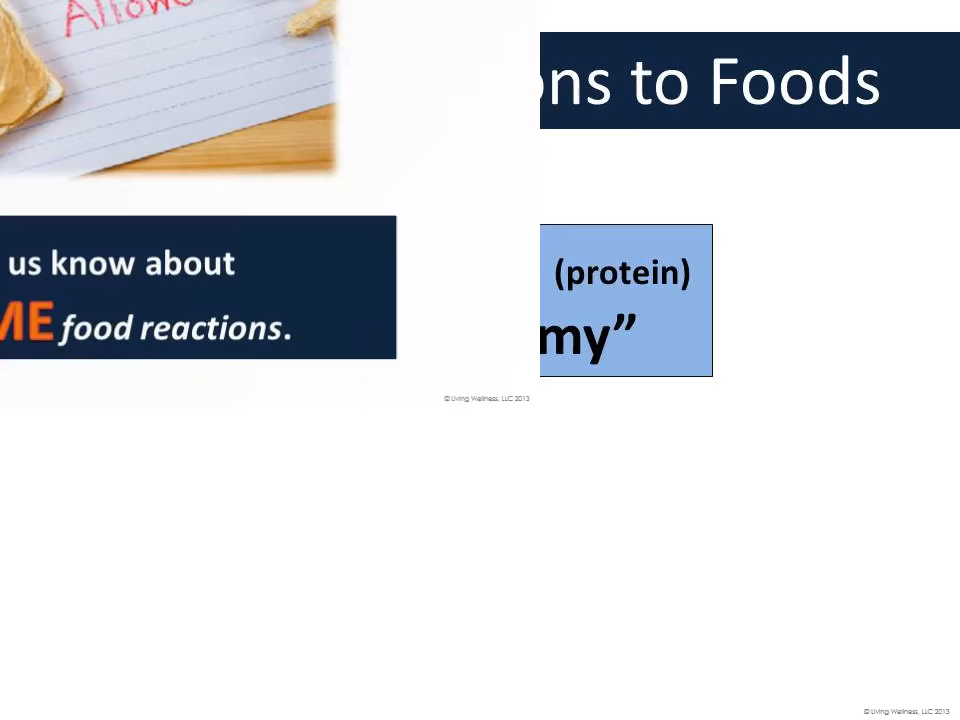 Allowe
ons to Foods
us know about
ME food reactions.
(protein)
my”
© Living Wellness, LLC 2013
© Living Wellness, LLC 2013